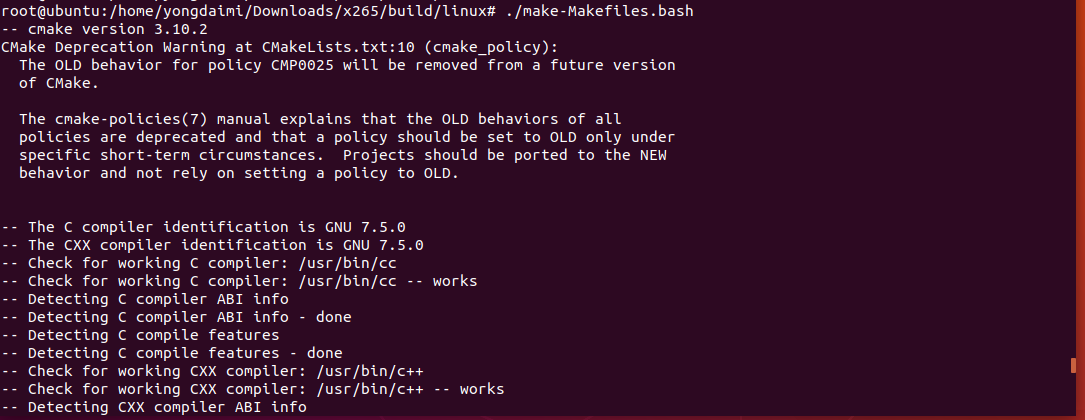 root@ubuntu:/home/yongdaimi/Downloads/x265/build/linux# ./make-Makefiles.bash
-- cmake version 3.10.2
CMake Deprecation Warning at CMakeLists.txt:10 (cmake_policy):
  The OLD behavior for policy CMP0025 will be removed from a future version
  of CMake.

  The cmake-policies(7) manual explains that the OLD behaviors of all
  policies are deprecated and that a policy should be set to OLD only under
  specific short-term circumstances.  Projects should be ported to the NEW
  behavior and not rely on setting a policy to OLD.


-- The C compiler identification is GNU 7.5.0
-- The CXX compiler identification is GNU 7.5.0
-- Check for working C compiler: /usr/bin/cc
-- Check for working C compiler: /usr/bin/cc -- works
-- Detecting C compiler ABI info
-- Detecting C compiler ABI info - done
-- Detecting C compile features
-- Detecting C compile features - done
-- Check for working CXX compiler: /usr/bin/c++
-- Check for working CXX compiler: /usr/bin/c++ -- works
-- Detecting CXX compiler ABI info